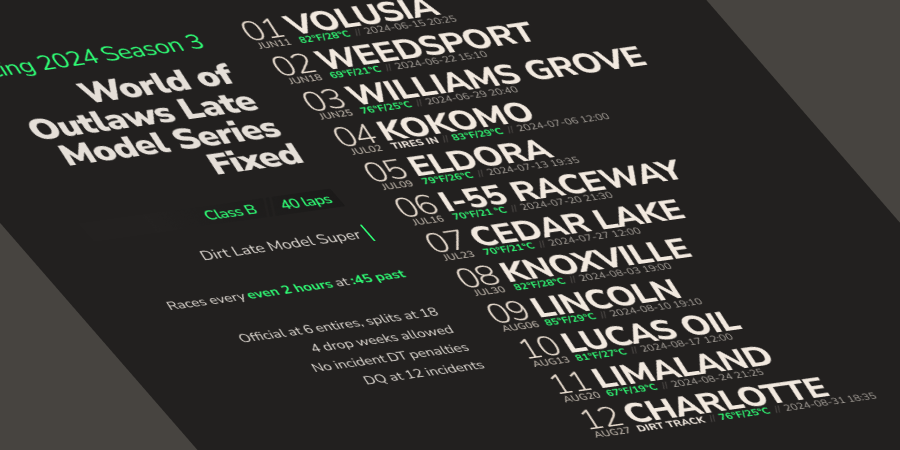 ing 2024 Season 3
World of
Outlaws Late
Model Series
Fixed
Class B 40 laps
Dirt Late Model Super
Races every even 2 hours at :45 past
Official at 6 entires, splits at 18
4 drop weeks allowed
No incident DT penalties
DQ at 12 incidents
01 VOLUSIA
JUN11 82°F/28°C // 2024-06-15 20:25
02 WEEDSPORT
JUN18 69°F/21°C // 2024-06-22 15:10
03 WILLIAMS GROVE
JUN25 76°F/25°C // 2024-06-29 20:40
04 KOKOMO
JUL02 TIRES IN // 83°F/29°C // 2024-07-06 12:00
05 ELDORA
JUL09 79°F/26°C // 2024-07-13 19:35
06 I-55 RACEWAY
JUL16 70°F/21°C // 2024-07-20 21:30
07 CEDAR LAKE
JUL23 70°F/21°C // 2024-07-27 12:00
08 KNOXVILLE
JUL30 82°F/28°C // 2024-08-03 19:00
09 LINCOLN
AUG06 85°F/29°C // 2024-08-10 19:10
10 LUCAS OIL
AUG13 81°F/27°C // 2024-08-17 12:00
11 LIMALAND
AUG20 67°F/19°C // 2024-08-24 21:25
12 CHARLOTTE
AUG27 DIRT TRACK // 76°F/25°C // 2024-08-31 18:35